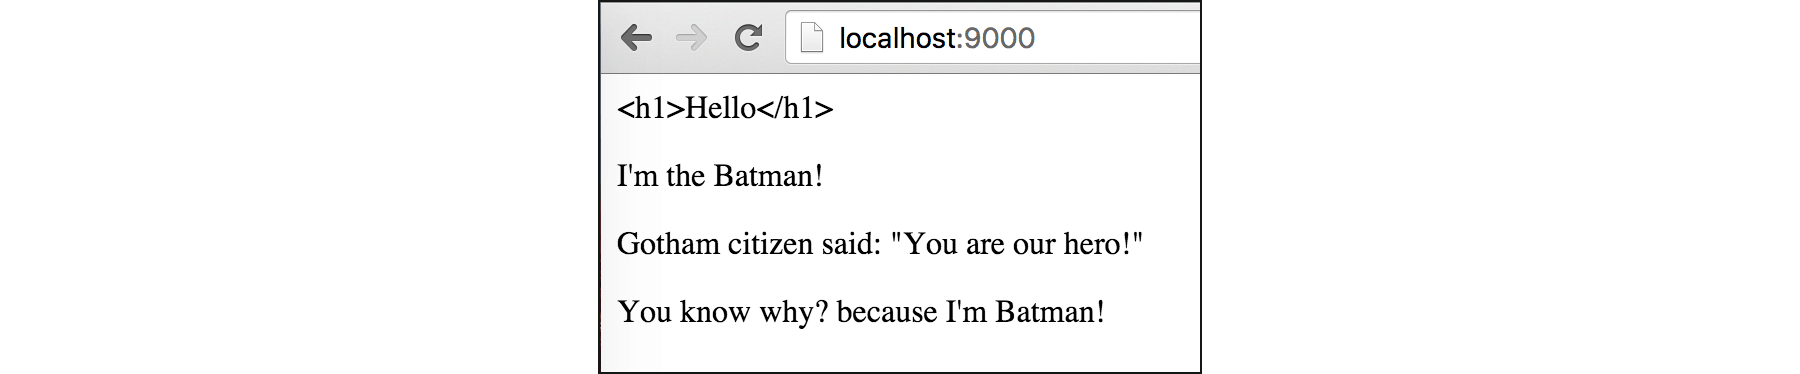 localhost:9000
<h1>Hello</h1>
I'm the Batman!
Gotham citizen said: "You are our hero!"
You know why? because I'm Batman!